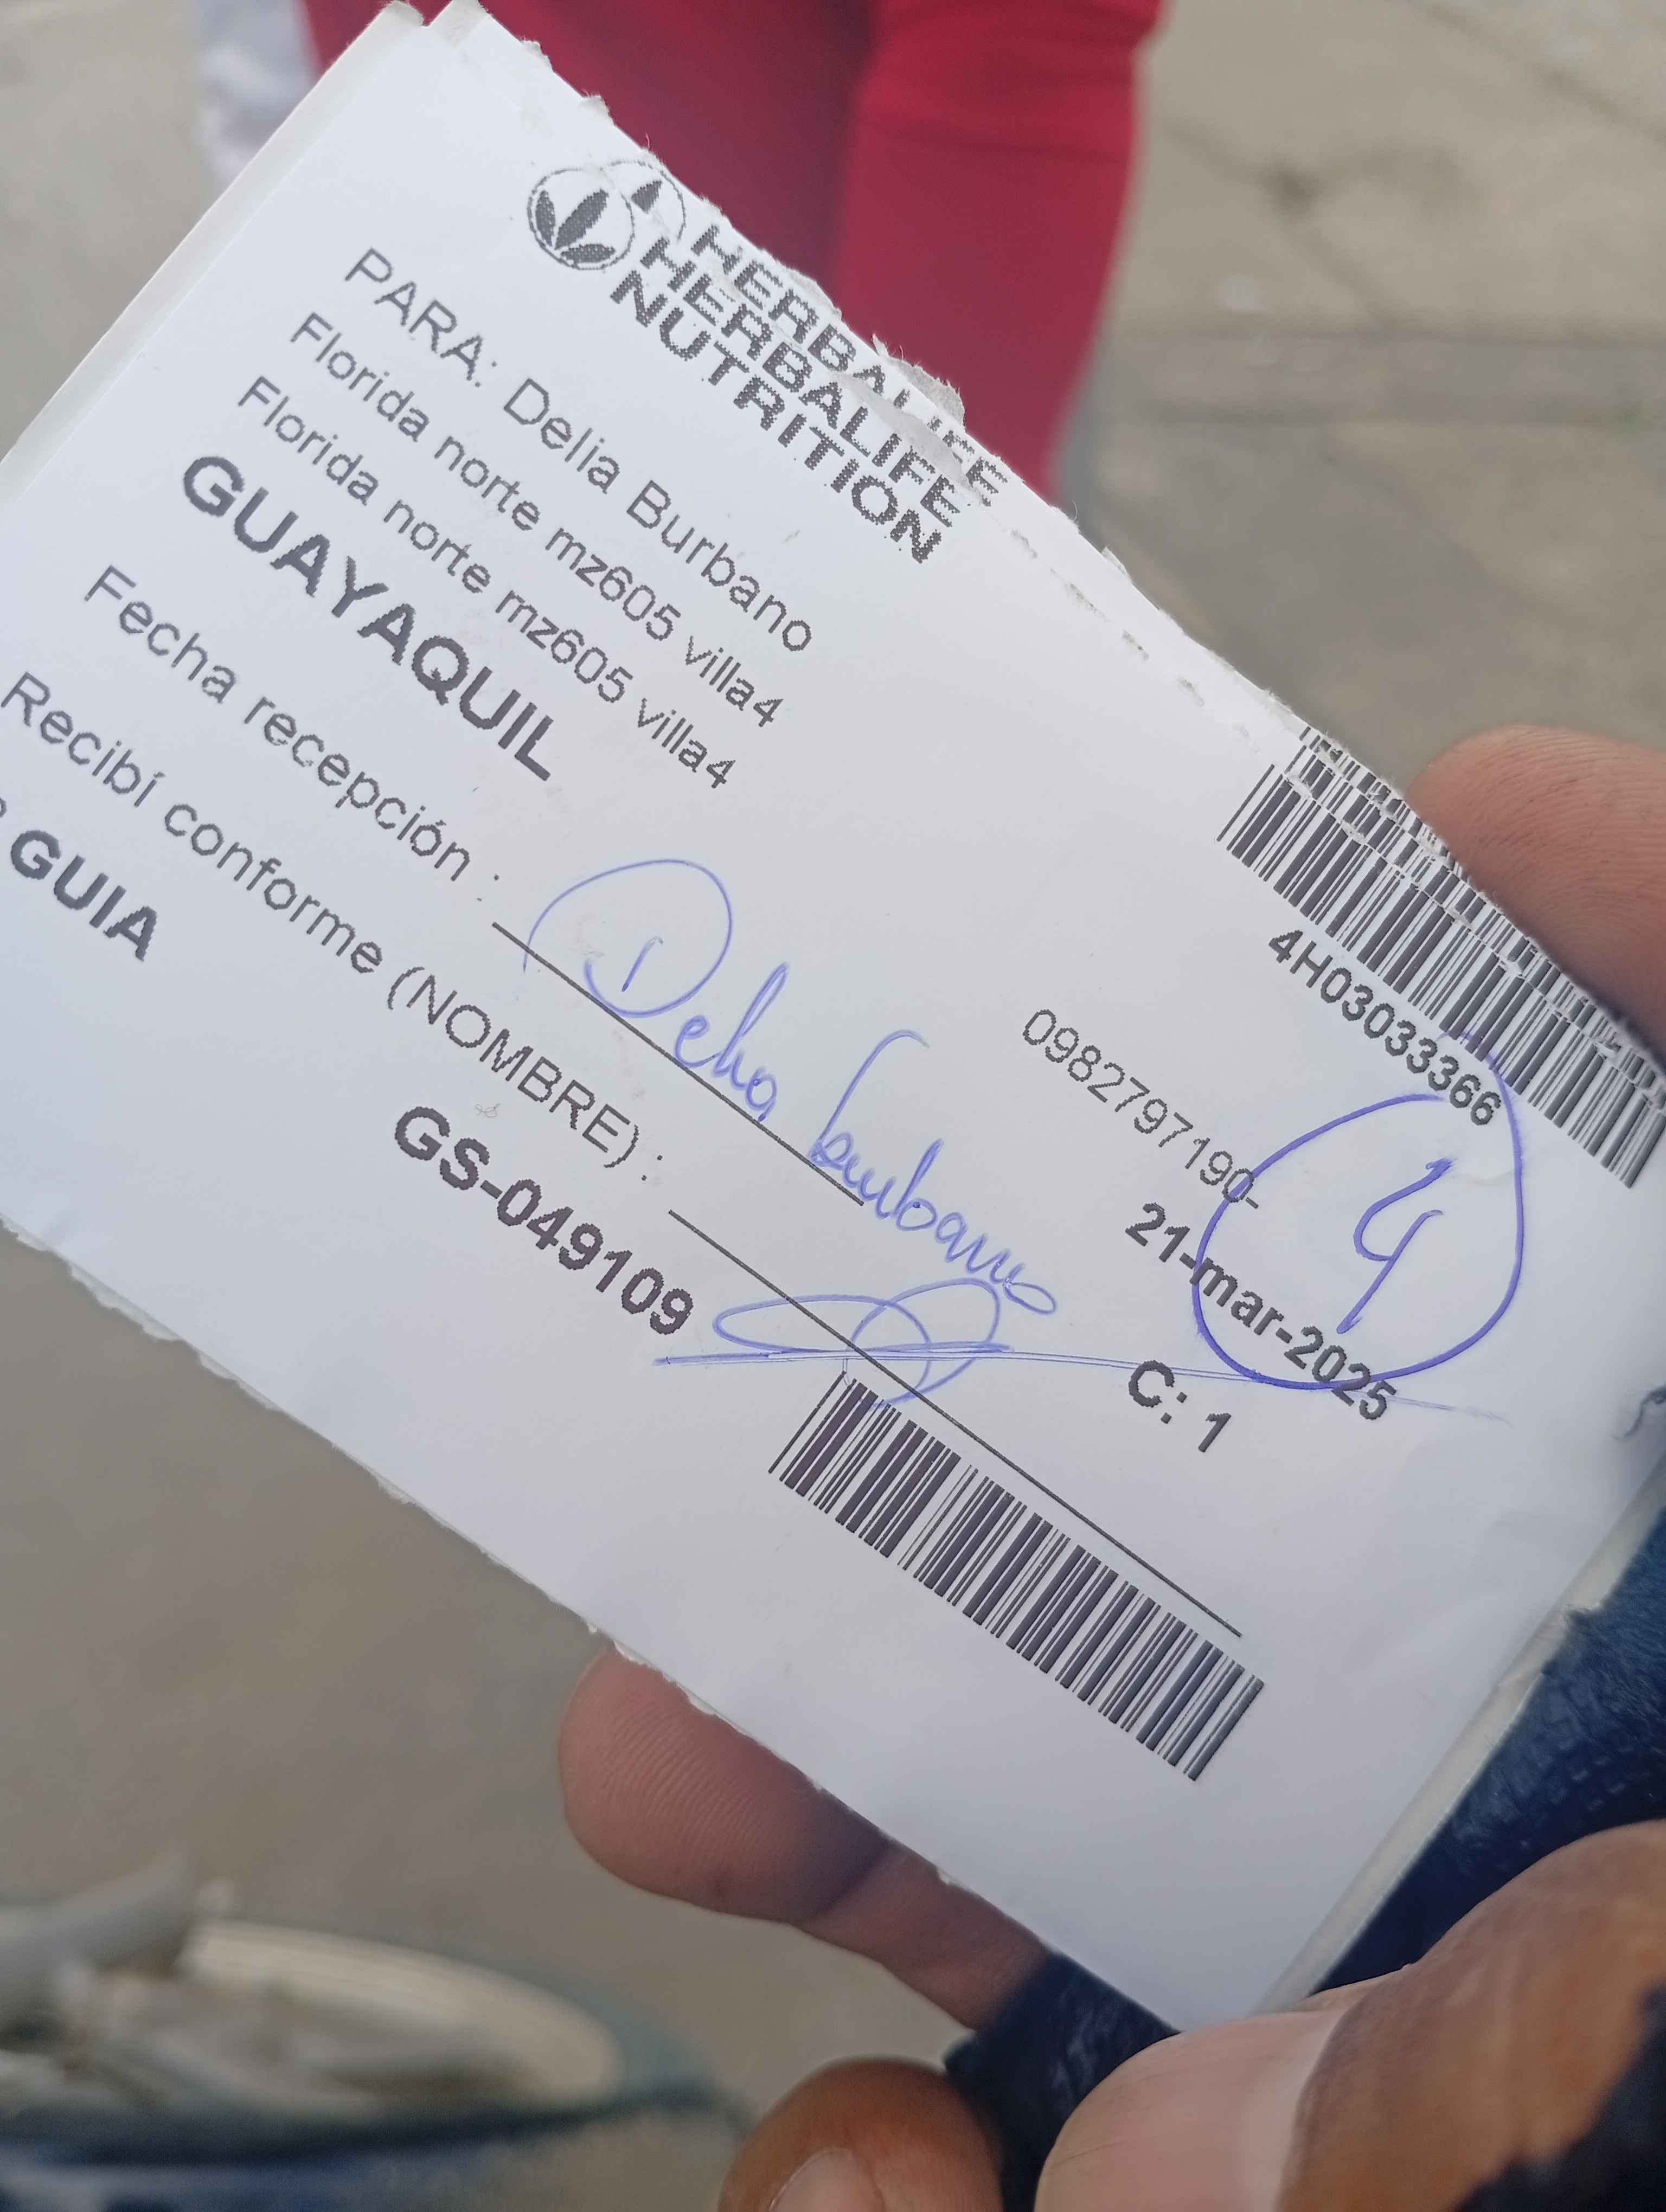 HERBALIFE
HERBALIFE
NUTRITION
4H03033366
PARA: Delia Burbano
Florida norte mz605 villa4
Florida norte mz605 villa4
0982797190-
GUAYAQUIL
21-mar-2025
4
Fecha recepción :
Delia Burbano
C: 1
Recibí conforme (NOMBRE) :
GUIA
GS-049109